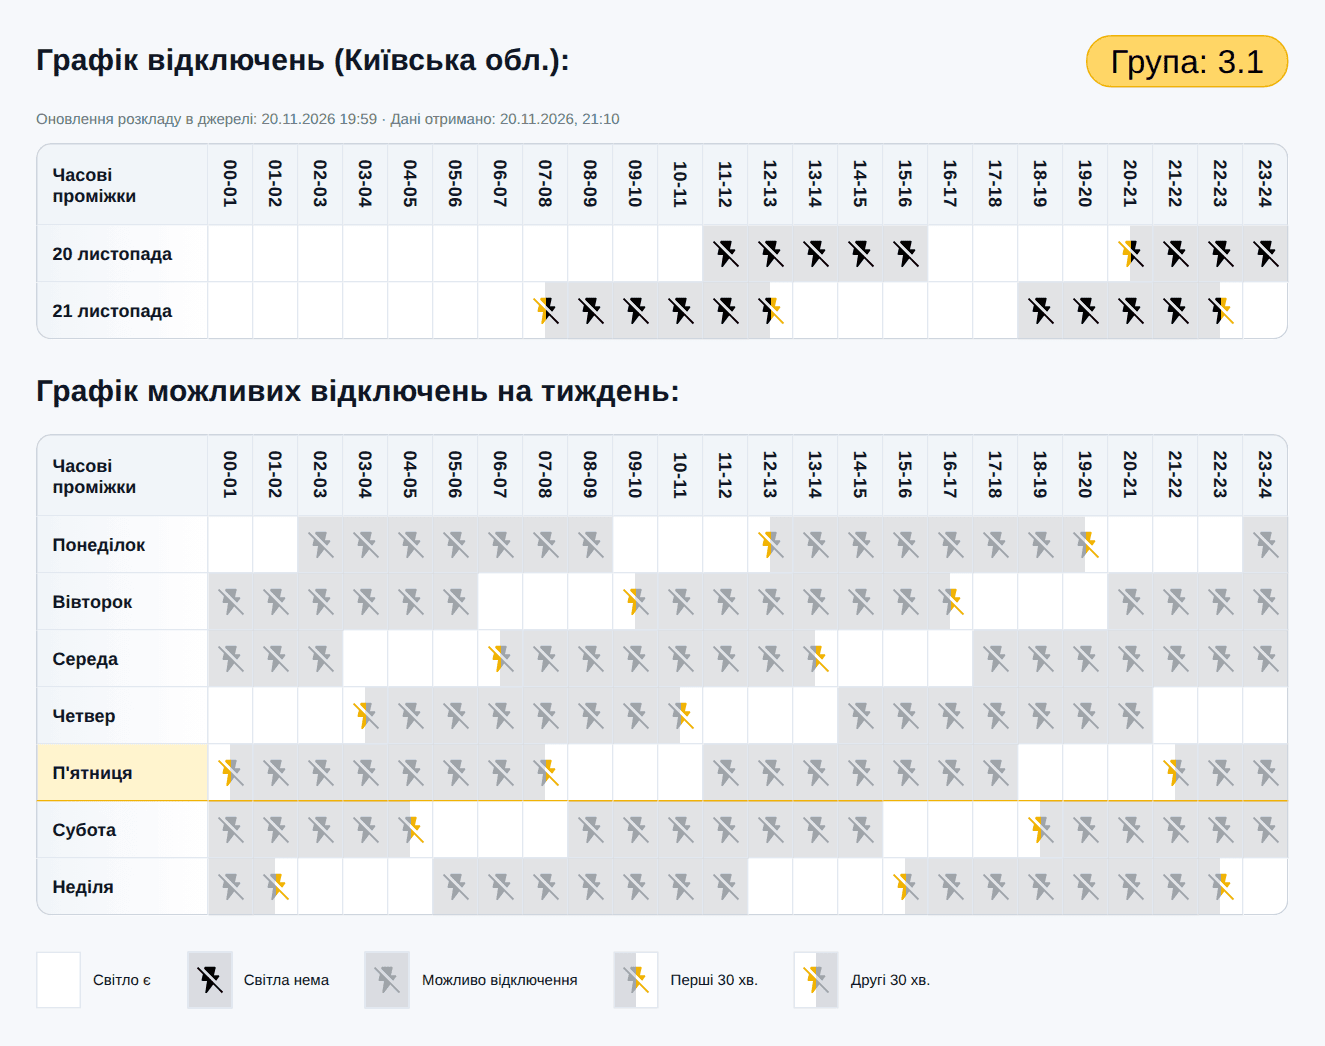 Графік відключень (Київська обл.):
Група: 3.1
Оновлення розкладу в джерелі: 20.11.2026 19:59 · Дані отримано: 20.11.2026, 21:10
Часові проміжки 00-01 01-02 02-03 03-04 04-05 05-06 06-07 07-08 08-09 09-10 10-11 11-12 12-13 13-14 14-15 15-16 16-17 17-18 18-19 19-20 20-21 21-22 22-23 23-24
20 листопада
21 листопада
Графік можливих відключень на тиждень:
Часові проміжки 00-01 01-02 02-03 03-04 04-05 05-06 06-07 07-08 08-09 09-10 10-11 11-12 12-13 13-14 14-15 15-16 16-17 17-18 18-19 19-20 20-21 21-22 22-23 23-24
Понеділок
Вівторок
Середа
Четвер
П'ятниця
Субота
Неділя
Світло є Світла нема Можливо відключення Перші 30 хв. Другі 30 хв.